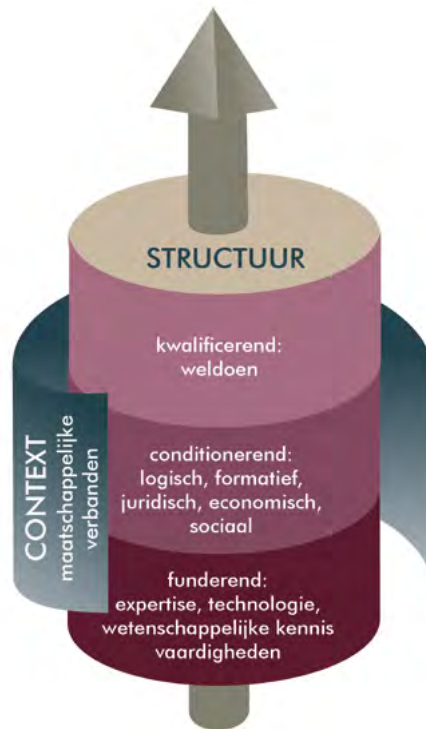 STRUCTUUR
kwalificerend:
weldoen
CONTEXT
maatschappelijke
verbanden
conditionerend:
logisch, formatief,
juridisch, economisch,
sociaal
funderend:
expertise, technologie,
wetenschappelijke kennis
vaardigheden